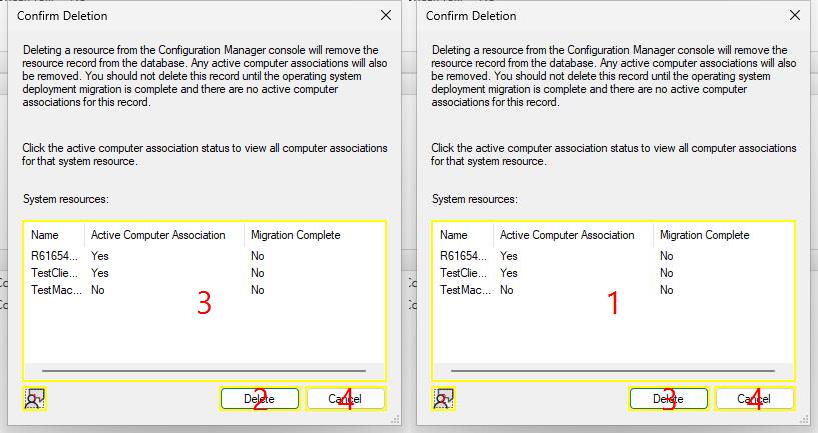 Confirm Deletion
Deleting a resource from the Configuration Manager console will remove the
resource record from the database. Any active computer associations will also
be removed. You should not delete this record until the operating system
deployment migration is complete and there are no active computer
associations for this record.
Click the active computer association status to view all computer associations
for that system resource.
System resources:
Name Active Computer Association Migration Complete
R61654... Yes No
TestClie... Yes No
TestMac... No No
3
Delete
2
Cancel
4
Confirm Deletion
Deleting a resource from the Configuration Manager console will remove the
resource record from the database. Any active computer associations will also
be removed. You should not delete this record until the operating system
deployment migration is complete and there are no active computer
associations for this record.
Click the active computer association status to view all computer associations
for that system resource.
System resources:
Name Active Computer Association Migration Complete
R61654... Yes No
TestClie... Yes No
TestMac... No No
1
Delete
3
Cancel
4